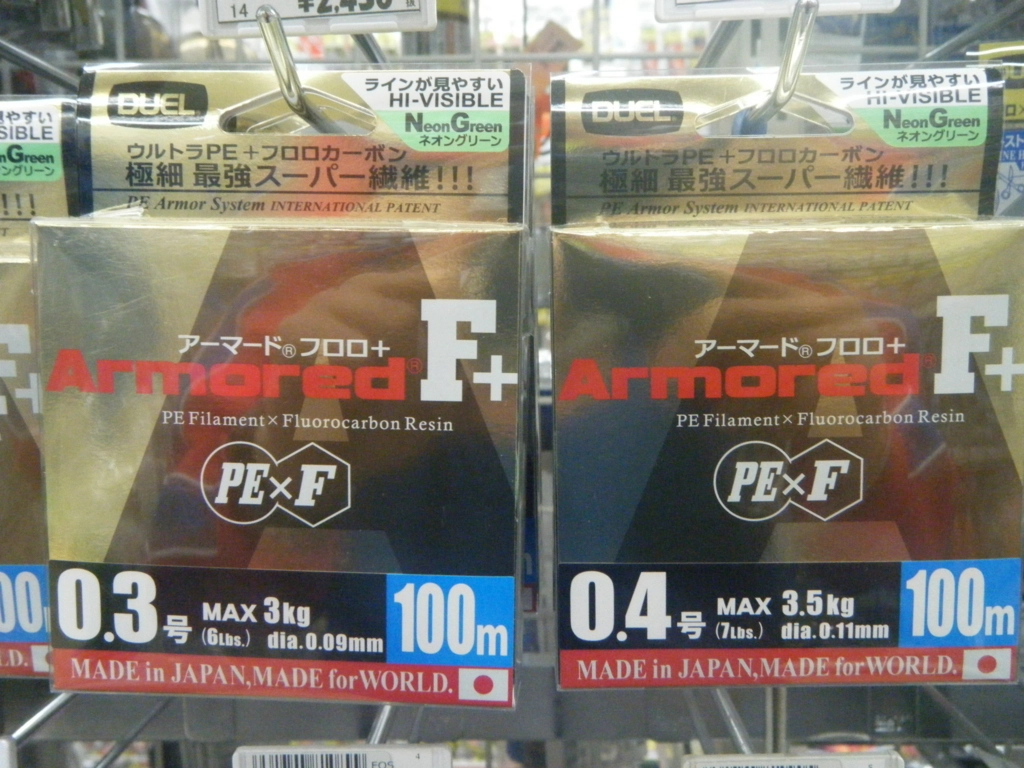 14 ¥2,430
DUEL
ラインが見やすい
HI-VISIBLE
NeonGreen
ネオングリーン
ウルトラPE+フロロカーボン
極細 最強スーパー繊維!!!
PE Armor System INTERNATIONAL PATENT
アーマード®フロロ+
Armored® F+
PE Filament×Fluorocarbon Resin
PE×F
0.3号 MAX 3kg
(6Lbs.) dia.0.09mm
100m
MADE in JAPAN,MADE for WORLD.
DUEL
ラインが見やすい
HI-VISIBLE
NeonGreen
ネオングリーン
ウルトラPE+フロロカーボン
極細 最強スーパー繊維!!!
PE Armor System INTERNATIONAL PATENT
アーマード®フロロ+
Armored® F+
PE Filament×Fluorocarbon Resin
PE×F
0.4号 MAX 3.5kg
(7Lbs.) dia.0.11mm
100m
MADE in JAPAN,MADE for WORLD.